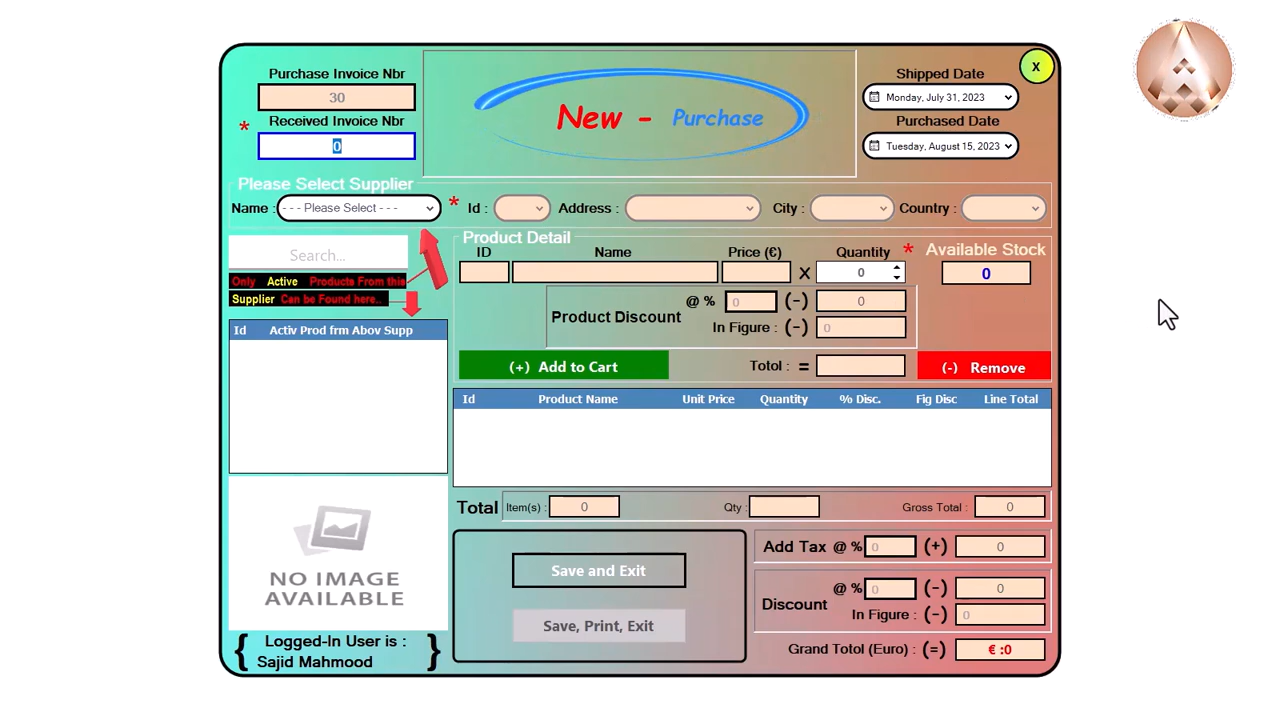 Purchase Invoice Nbr
30
* Received Invoice Nbr
0
New - Purchase
Shipped Date
Monday, July 31, 2023
Purchased Date
Tuesday, August 15, 2023
X
Please Select Supplier
Name : - - - Please Select - - - * Id : Address : City : Country :
Search...
Only Active Products From this
Supplier Can be Found here..
Id Activ Prod frm Abov Supp
Product Detail
ID Name Price (€) Quantity * Available Stock
X 0 0
Product Discount @ % 0 (-) 0
In Figure : (-) 0
(+) Add to Cart Totol : = (-) Remove
Id Product Name Unit Price Quantity % Disc. Fig Disc Line Total
Total Item(s) : 0 Qty : Gross Total : 0
NO IMAGE
AVAILABLE
Save and Exit
Save, Print, Exit
Add Tax @ % 0 (+) 0
Discount @ % 0 (-) 0
In Figure : (-) 0
Grand Totol (Euro) : (=) € :0
{ Logged-In User is : }
Sajid Mahmood